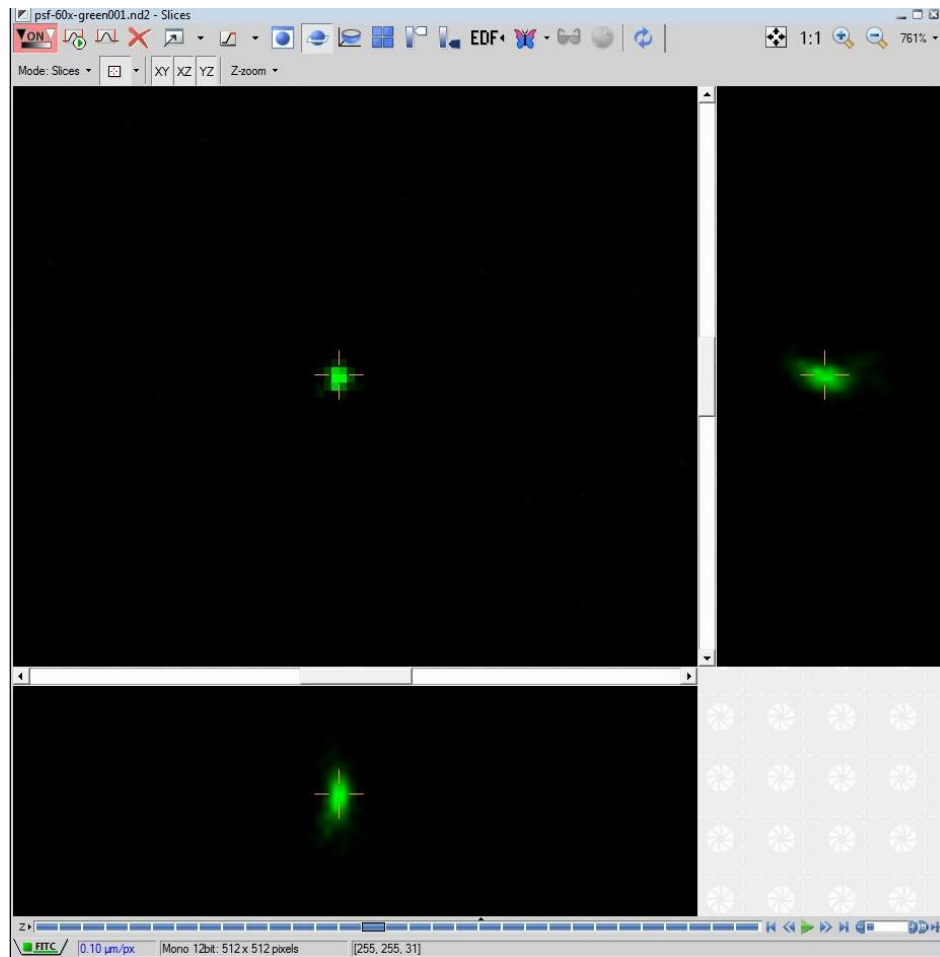 psf-60x-green001.nd2 - Slices
ON EDF 1:1 761%
Mode: Slices XY XZ YZ Z-zoom
Z
FITC 0.10 µm/px Mono 12bit: 512 x 512 pixels [255, 255, 31]